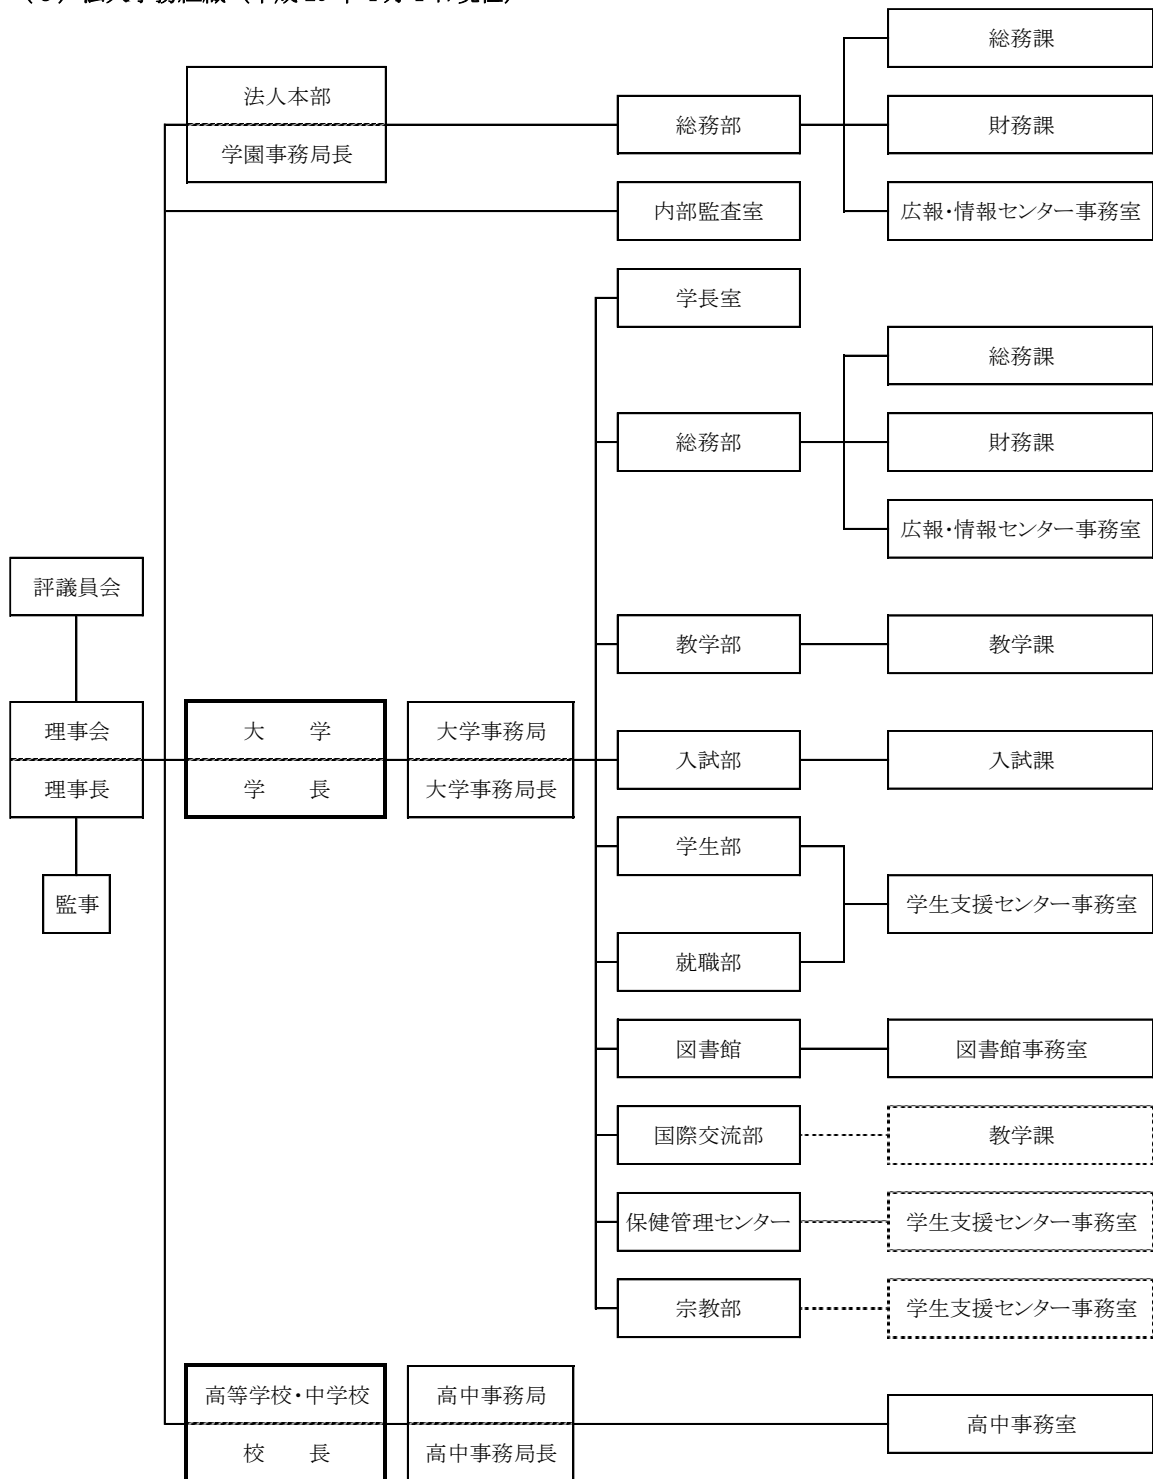 総務課
法人本部
学園事務局長
総務部
財務課
内部監査室
広報・情報センター事務室
学長室
総務課
総務部
財務課
広報・情報センター事務室
評議員会
教学部
教学課
理事会
理事長
大　学
学　長
大学事務局
大学事務局長
入試部
入試課
学生部
監事
学生支援センター事務室
就職部
図書館
図書館事務室
国際交流部
教学課
保健管理センター
学生支援センター事務室
宗教部
学生支援センター事務室
高等学校・中学校
校　長
高中事務局
高中事務局長
高中事務室